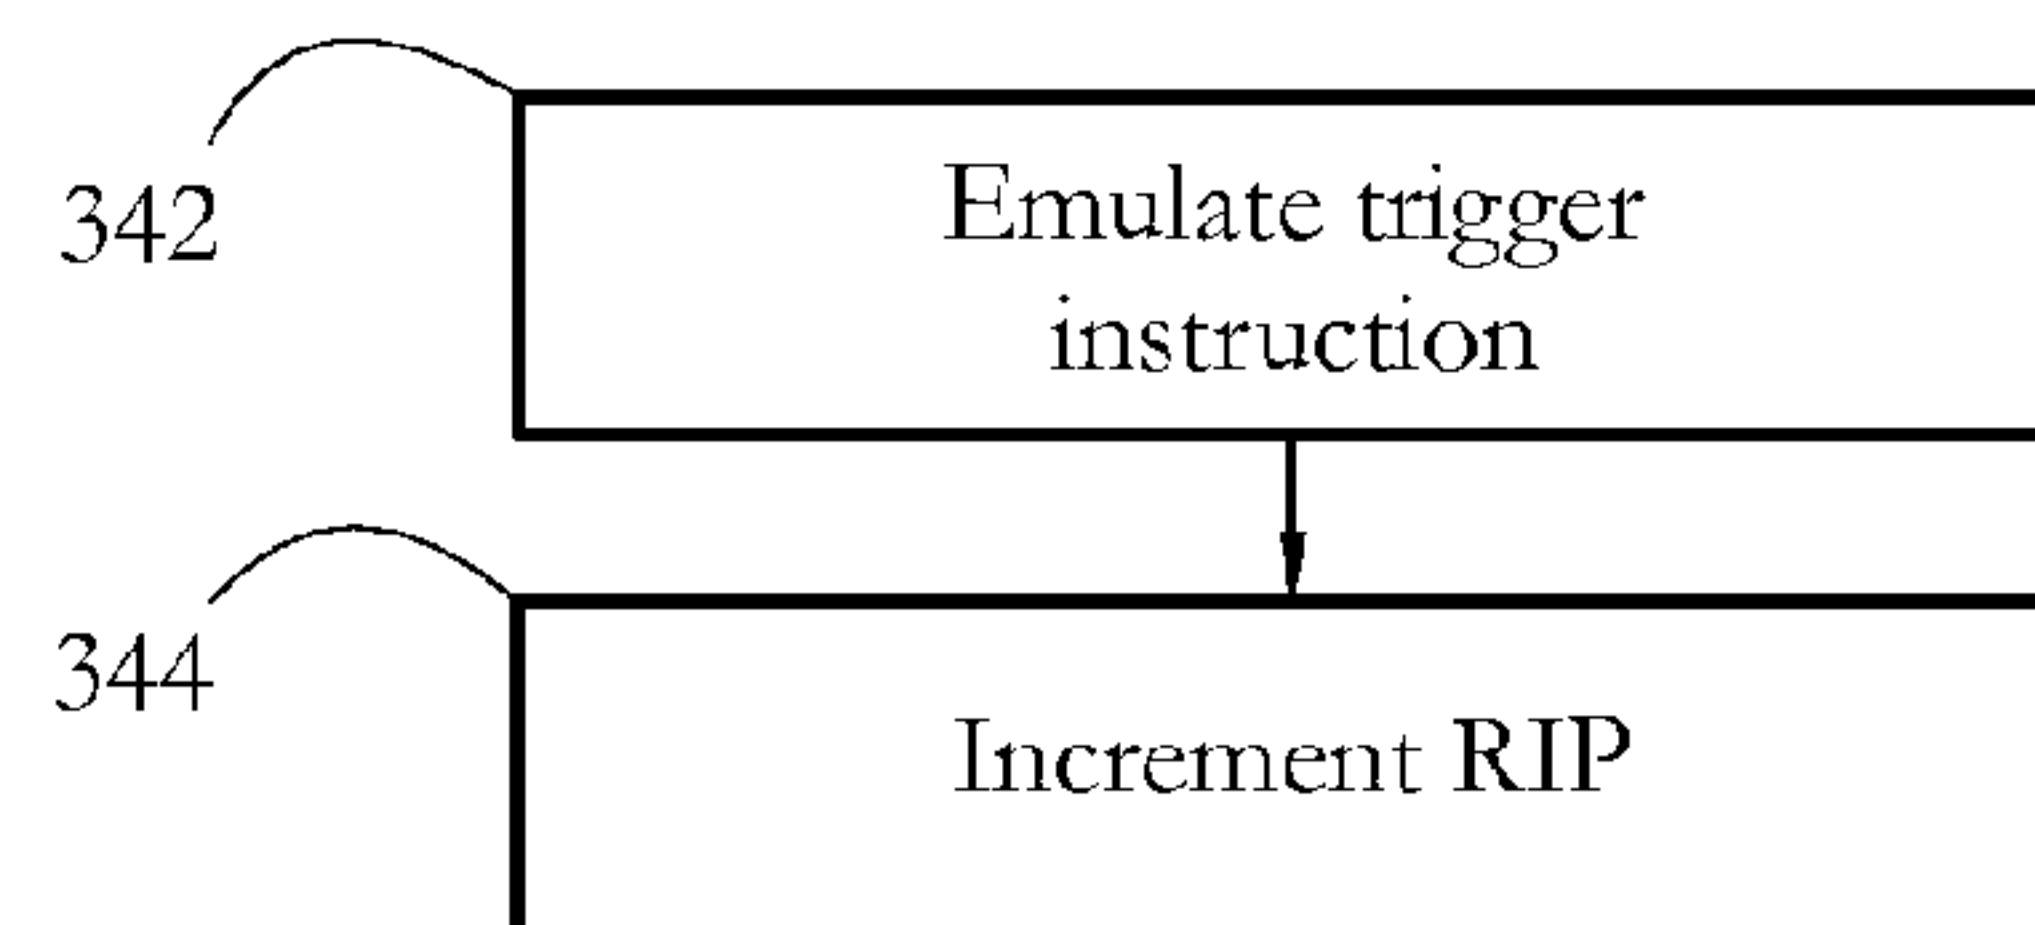 342
Emulate trigger
instruction
344
Increment RIP